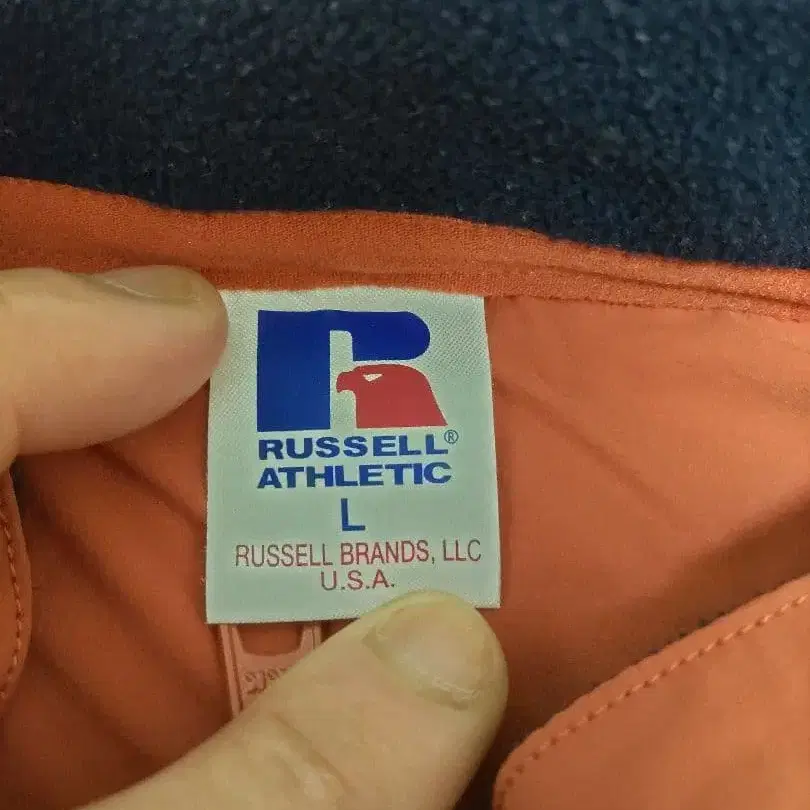 RUSSELL®
ATHLETIC
L
RUSSELL BRANDS, LLC
U.S.A.